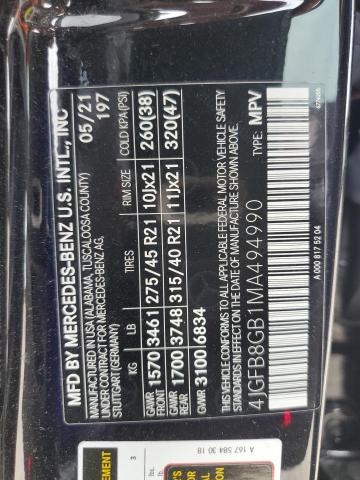 MFD BY MERCEDES-BENZ U.S. INTL., INC
MADE IN USA (ALABAMA, TUSCALOOSA COUNTY)
UNDER CONTRACT FOR MERCEDES-BENZ AG,
STUTTGART (GERMANY)
05/21
197
KG LB TIRES RIM SIZE COLD KPA(PSI)
GAWR FRONT 1570 3461 275/45 R21 10Jx21 260(38)
GAWR REAR 1700 3748 315/40 R21 11Jx21 320(47)
GVWR 3100 6834
THIS VEHICLE CONFORMS TO ALL APPLICABLE FEDERAL MOTOR VEHICLE SAFETY
STANDARDS IN EFFECT ON THE DATE OF MANUFACTURE SHOWN ABOVE.
4JGFB8GB1MA494990 TYPE: MPV
A 000 817 52 04
A 167 584 30 18
3
lbs.